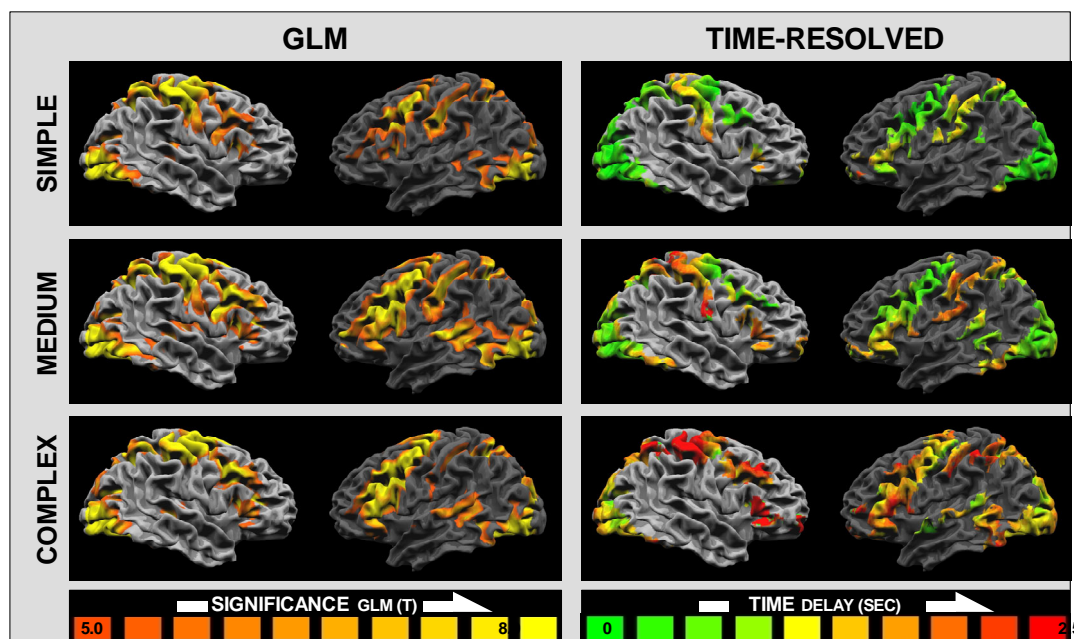 GLM
TIME-RESOLVED
SIMPLE
MEDIUM
COMPLEX
SIGNIFICANCE GLM (T)
5.0 8
TIME DELAY (SEC)
0